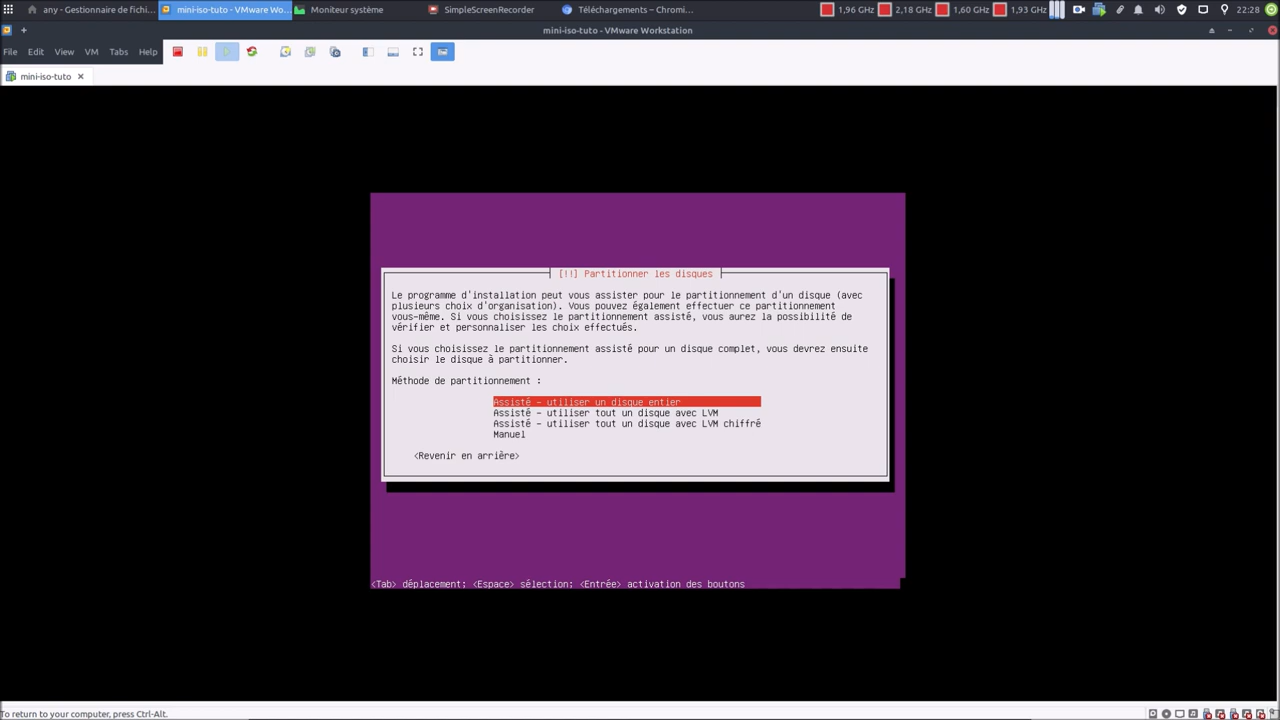 any - Gestionnaire de fichi...
mini-iso-tuto - VMware Wo...
Moniteur système
SimpleScreenRecorder
Téléchargements – Chromi...
1,96 GHz
2,18 GHz
1,60 GHz
1,93 GHz
22:28
mini-iso-tuto - VMware Workstation
File Edit View VM Tabs Help
mini-iso-tuto
[!!] Partitionner les disques
Le programme d'installation peut vous assister pour le partitionnement d'un disque (avec
plusieurs choix d'organisation). Vous pouvez également effectuer ce partitionnement
vous-même. Si vous choisissez le partitionnement assisté, vous aurez la possibilité de
vérifier et personnaliser les choix effectués.
Si vous choisissez le partitionnement assisté pour un disque complet, vous devrez ensuite
choisir le disque à partitionner.
Méthode de partitionnement :
Assisté - utiliser un disque entier
Assisté - utiliser tout un disque avec LVM
Assisté - utiliser tout un disque avec LVM chiffré
Manuel
<Revenir en arrière>
<Tab> déplacement; <Espace> sélection; <Entrée> activation des boutons
To return to your computer, press Ctrl-Alt.